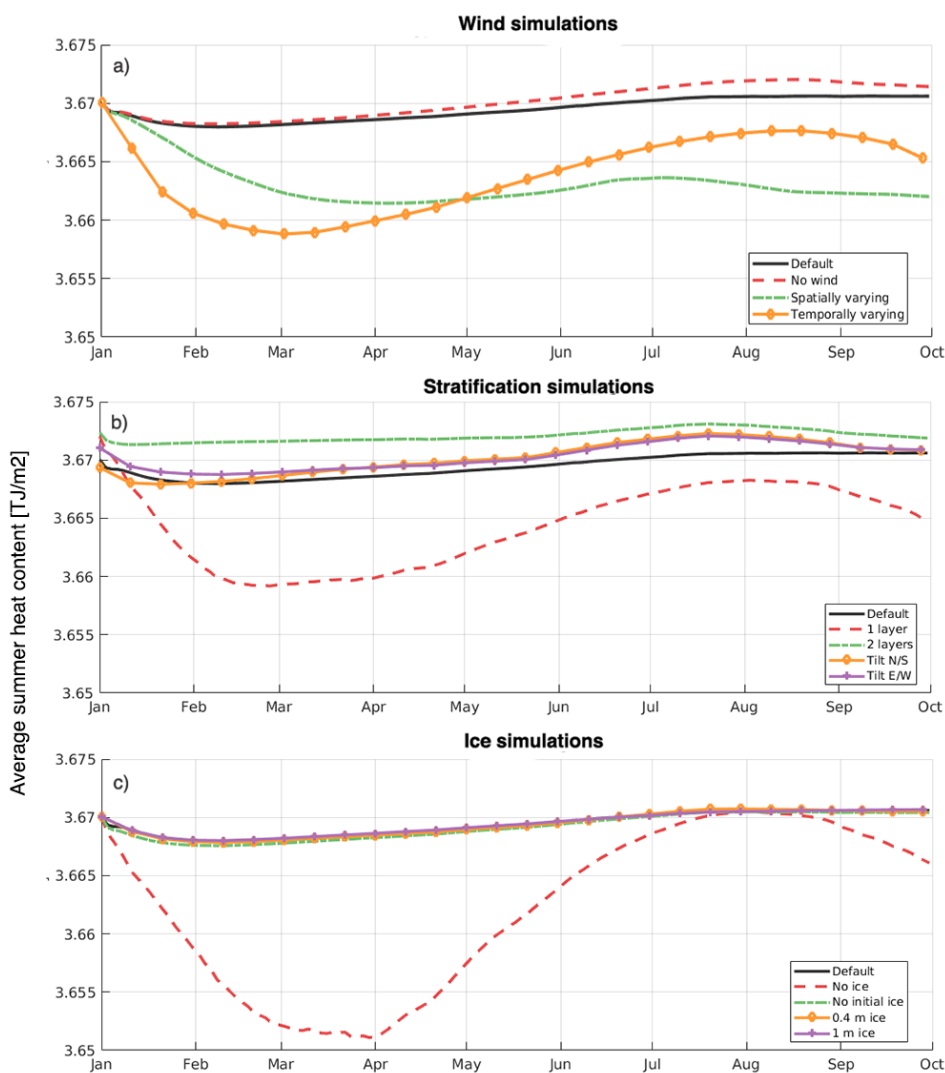 Wind simulations
a)
3.675
3.67
3.665
3.66
3.655
3.65
Jan Feb Mar Apr May Jun Jul Aug Sep Oct
Default
No wind
Spatially varying
Temporally varying
Stratification simulations
b)
3.675
3.67
3.665
3.66
3.655
3.65
Jan Feb Mar Apr May Jun Jul Aug Sep Oct
Default
1 layer
2 layers
Tilt N/S
Tilt E/W
Average summer heat content [TJ/m2]
Ice simulations
c)
3.675
3.67
3.665
3.66
3.655
3.65
Jan Feb Mar Apr May Jun Jul Aug Sep Oct
Default
No ice
No initial ice
0.4 m ice
1 m ice